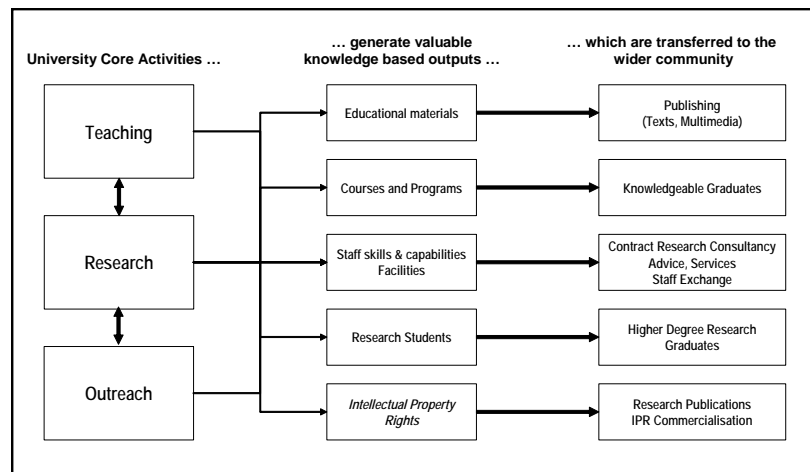 University Core Activities …
… generate valuable
knowledge based outputs …
… which are transferred to the
wider community
Teaching
Research
Outreach
Educational materials
Courses and Programs
Staff skills & capabilities
Facilities
Research Students
Intellectual Property
Rights
Publishing
(Texts, Multimedia)
Knowledgeable Graduates
Contract Research Consultancy
Advice, Services
Staff Exchange
Higher Degree Research
Graduates
Research Publications
IPR Commercialisation